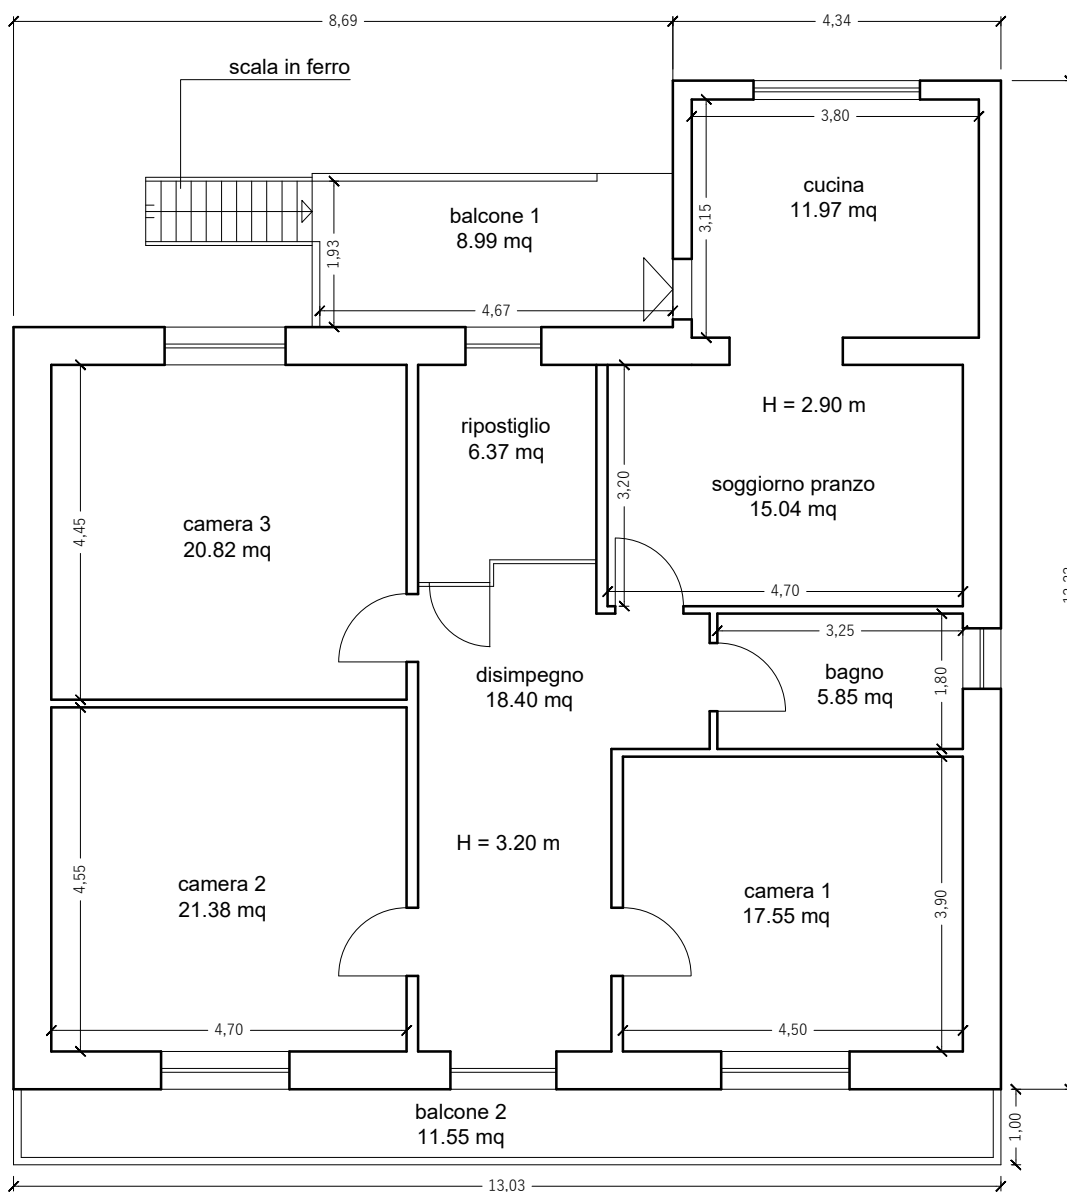 8,69
4,34
scala in ferro
3,80
cucina
11.97 mq
3,15
balcone 1
8.99 mq
1,93
4,67
H = 2.90 m
ripostiglio
6.37 mq
3,20
soggiorno pranzo
15.04 mq
camera 3
20.82 mq
4,45
4,70
3,25
bagno
5.85 mq
1,80
disimpegno
18.40 mq
H = 3.20 m
camera 2
21.38 mq
4,55
camera 1
17.55 mq
3,90
4,70
4,50
balcone 2
11.55 mq
1,00
13,03